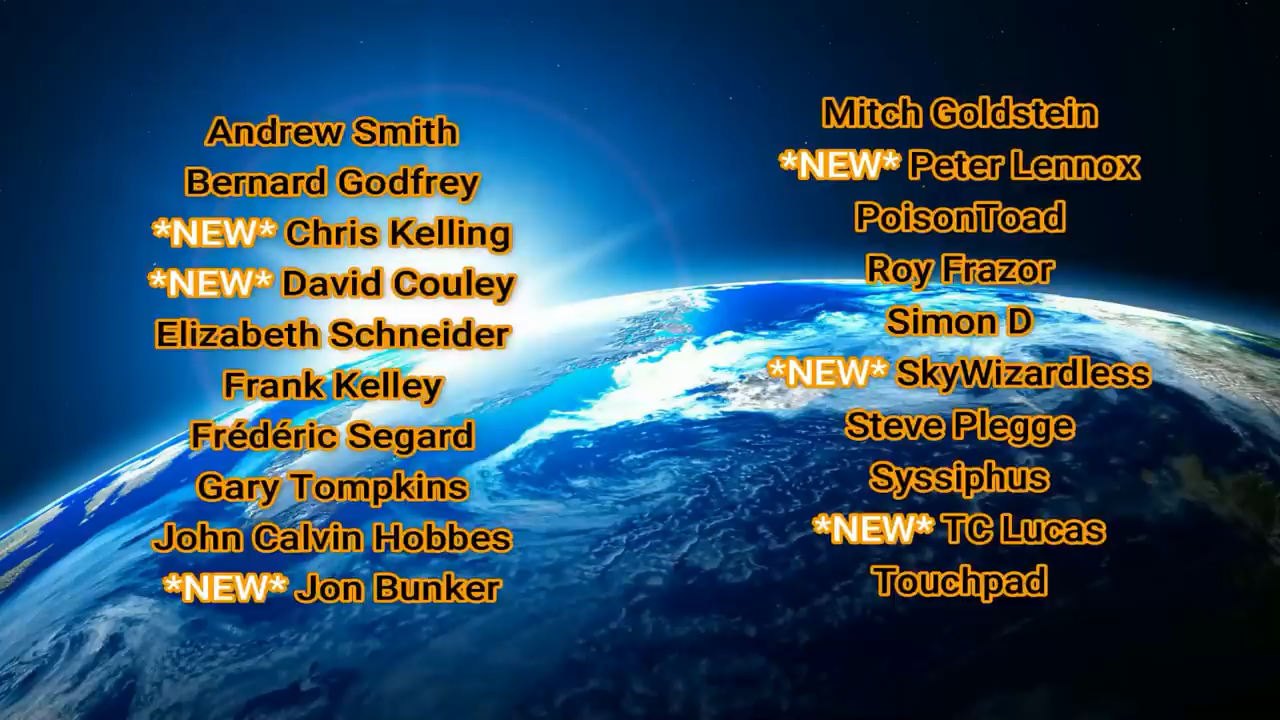 Andrew Smith
Bernard Godfrey
*NEW* Chris Kelling
*NEW* David Couley
Elizabeth Schneider
Frank Kelley
Frédéric Segard
Gary Tompkins
John Calvin Hobbes
*NEW* Jon Bunker
Mitch Goldstein
*NEW* Peter Lennox
PoisonToad
Roy Frazor
Simon D
*NEW* SkyWizardless
Steve Plegge
Syssiphus
*NEW* TC Lucas
Touchpad